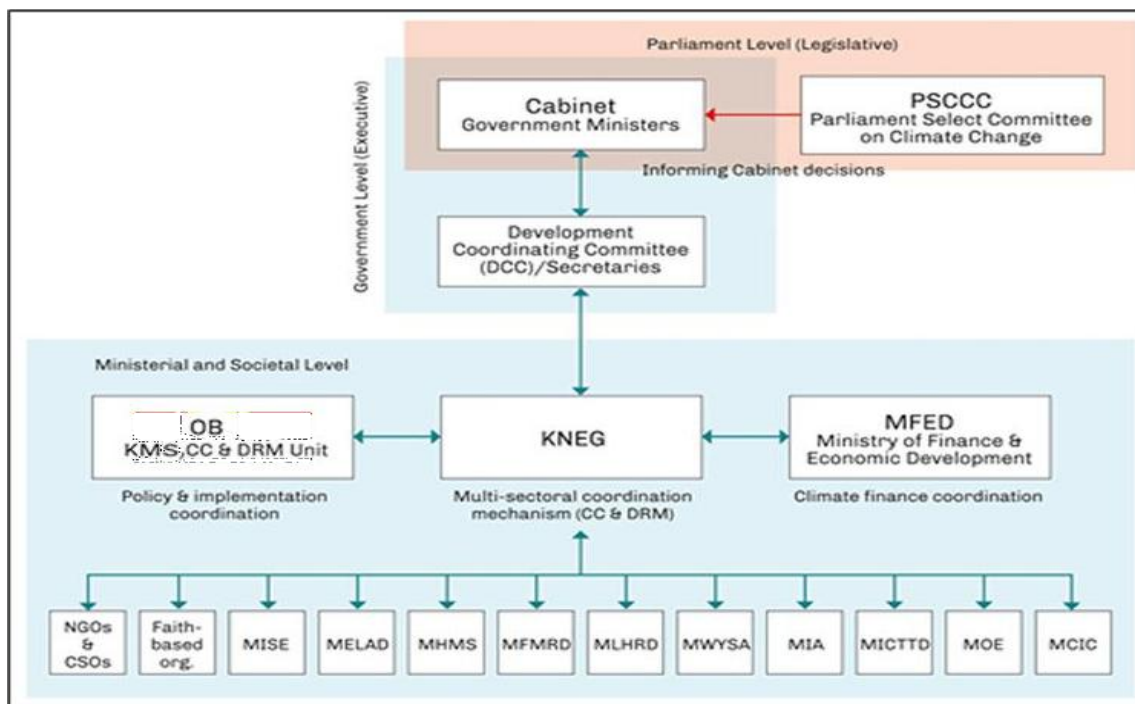 Parliament Level (Legislative)
Government Level (Executive)
Cabinet
Government Ministers
PSCCC
Parliament Select Committee
on Climate Change
Informing Cabinet decisions
Development
Coordinating Committee
(DCC)/Secretaries
Ministerial and Societal Level
OB
KMS,CC & DRM Unit
KNEG
MFED
Ministry of Finance &
Economic Development
Policy & implementation
coordination
Multi-sectoral coordination
mechanism (CC & DRM)
Climate finance coordination
NGOs
&
CSOs
Faith-
based
org.
MISE
MELAD
MHMS
MFMRD
MLHRD
MWYSA
MIA
MICTTD
MOE
MCIC